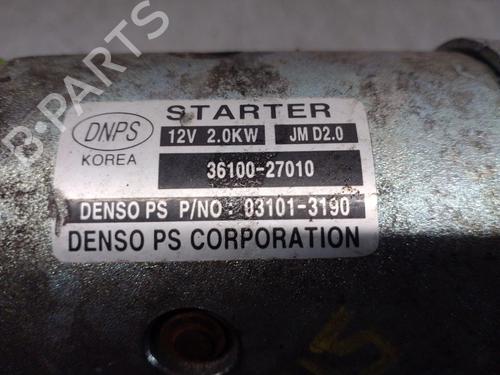 B-PARTS
STARTER
DNPS
12V 2.0KW JM D2.0
KOREA
36100-27010
DENSO PS P/NO 03101-3190
DENSO PS CORPORATION